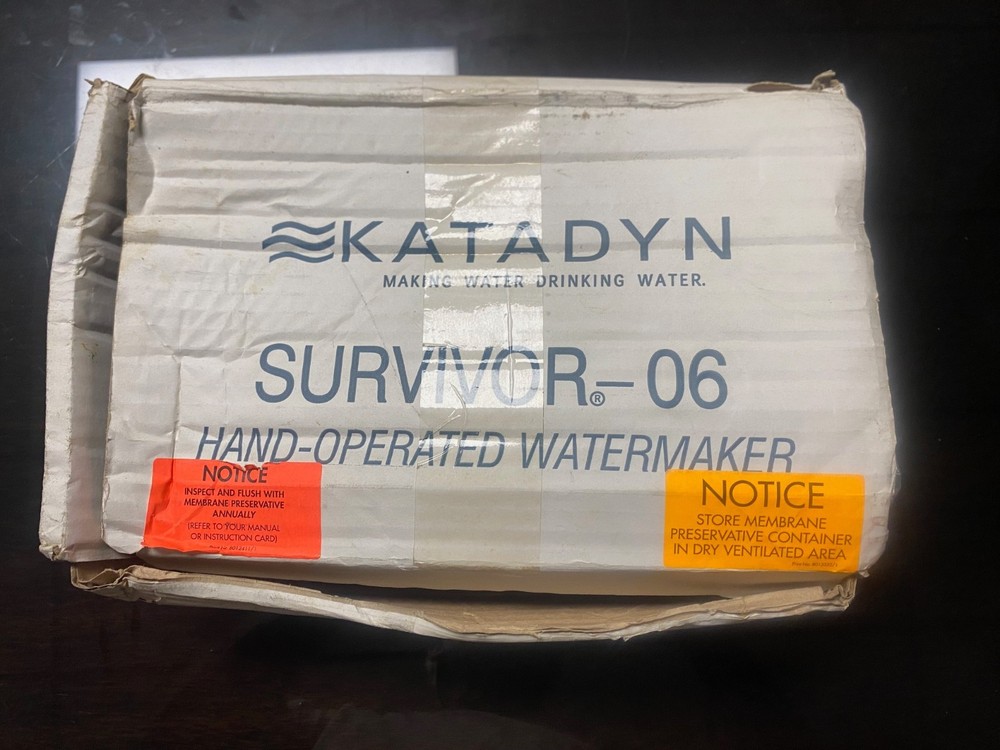 KATADYN
MAKING WATER DRINKING WATER.
SURVIVOR®-06
HAND-OPERATED WATERMAKER
NOTICE
INSPECT AND FLUSH WITH
MEMBRANE PRESERVATIVE
ANNUALLY
(REFER TO YOUR MANUAL
OR INSTRUCTION CARD)
NOTICE
STORE MEMBRANE
PRESERVATIVE CONTAINER
IN DRY VENTILATED AREA